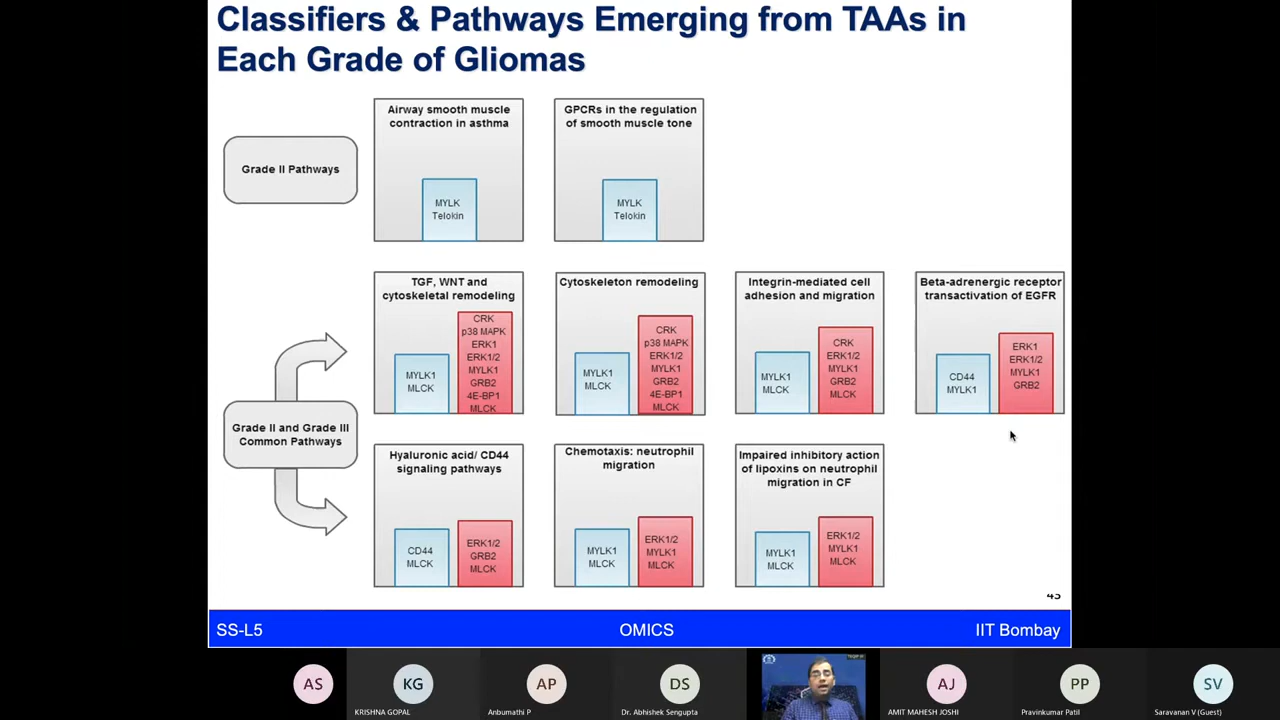 Classifiers & Pathways Emerging from TAAs in
Each Grade of Gliomas
Grade II Pathways
Airway smooth muscle
contraction in asthma
MYLK
Telokin
GPCRs in the regulation
of smooth muscle tone
MYLK
Telokin
Grade II and Grade III
Common Pathways
TGF, WNT and
cytoskeletal remodeling
MYLK1
MLCK
CRK
p38 MAPK
ERK1
ERK1/2
MYLK1
GRB2
4E-BP1
MLCK
Cytoskeleton remodeling
MYLK1
MLCK
CRK
p38 MAPK
ERK1/2
MYLK1
GRB2
4E-BP1
MLCK
Integrin-mediated cell
adhesion and migration
MYLK1
MLCK
CRK
ERK1/2
MYLK1
GRB2
MLCK
Beta-adrenergic receptor
transactivation of EGFR
CD44
MYLK1
ERK1
ERK1/2
MYLK1
GRB2
Hyaluronic acid/ CD44
signaling pathways
CD44
MLCK
ERK1/2
GRB2
MLCK
Chemotaxis: neutrophil
migration
MYLK1
MLCK
ERK1/2
MYLK1
MLCK
Impaired inhibitory action
of lipoxins on neutrophil
migration in CF
MYLK1
MLCK
ERK1/2
MYLK1
MLCK
SS-L5
OMICS
IIT Bombay
AS
KG
AP
DS
AJ
PP
SV
KRISHNA GOPAL
Anbumathi P
Dr. Abhishek Sengupta
AMIT MAHESH JOSHI
Pravinkumar Patil
Saravanan V (Guest)